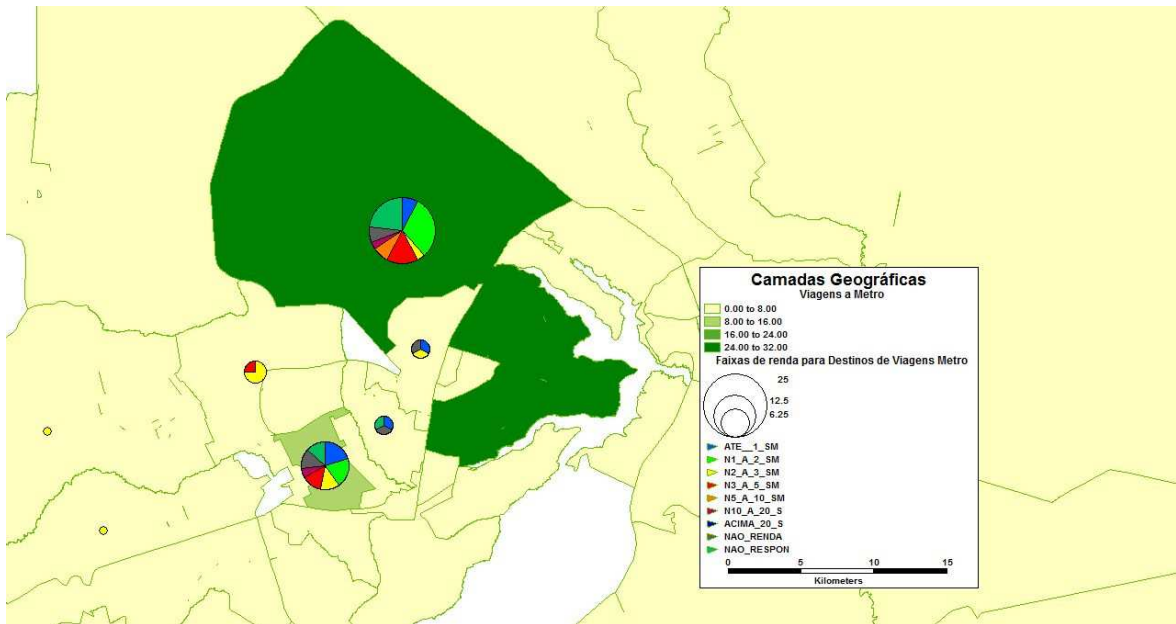 Camadas Geográficas
Viagens a Metro
0.00 to 8.00
8.00 to 16.00
16.00 to 24.00
24.00 to 32.00
Faixas de renda para Destinos de Viagens Metro
25
12.5
6.25
ATE__1_SM
N1_A_2_SM
N2_A_3_SM
N3_A_5_SM
N5_A_10_SM
N10_A_20_S
ACIMA_20_S
NAO_RENDA
NAO_RESPON
0 5 10 15
Kilometers